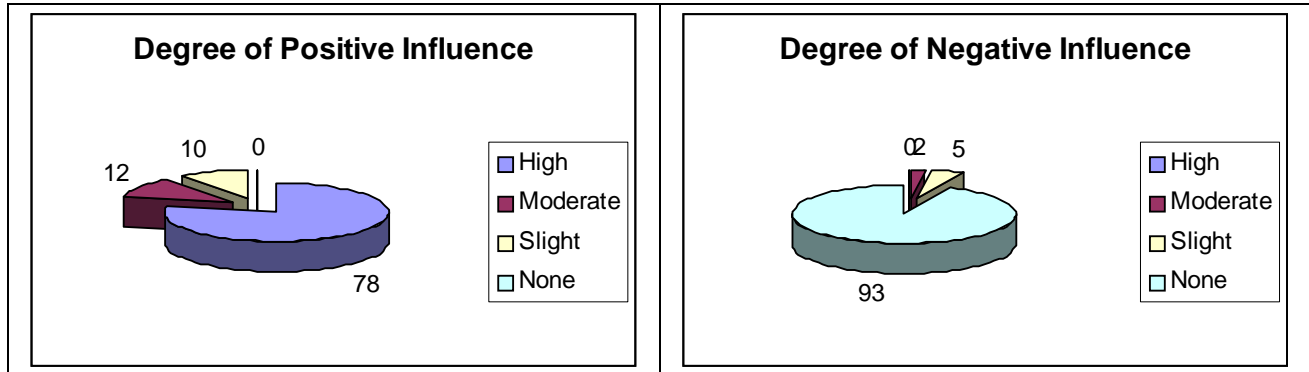 Degree of Positive Influence
10
0
12
78
High
Moderate
Slight
None
Degree of Negative Influence
0
2
5
93
High
Moderate
Slight
None